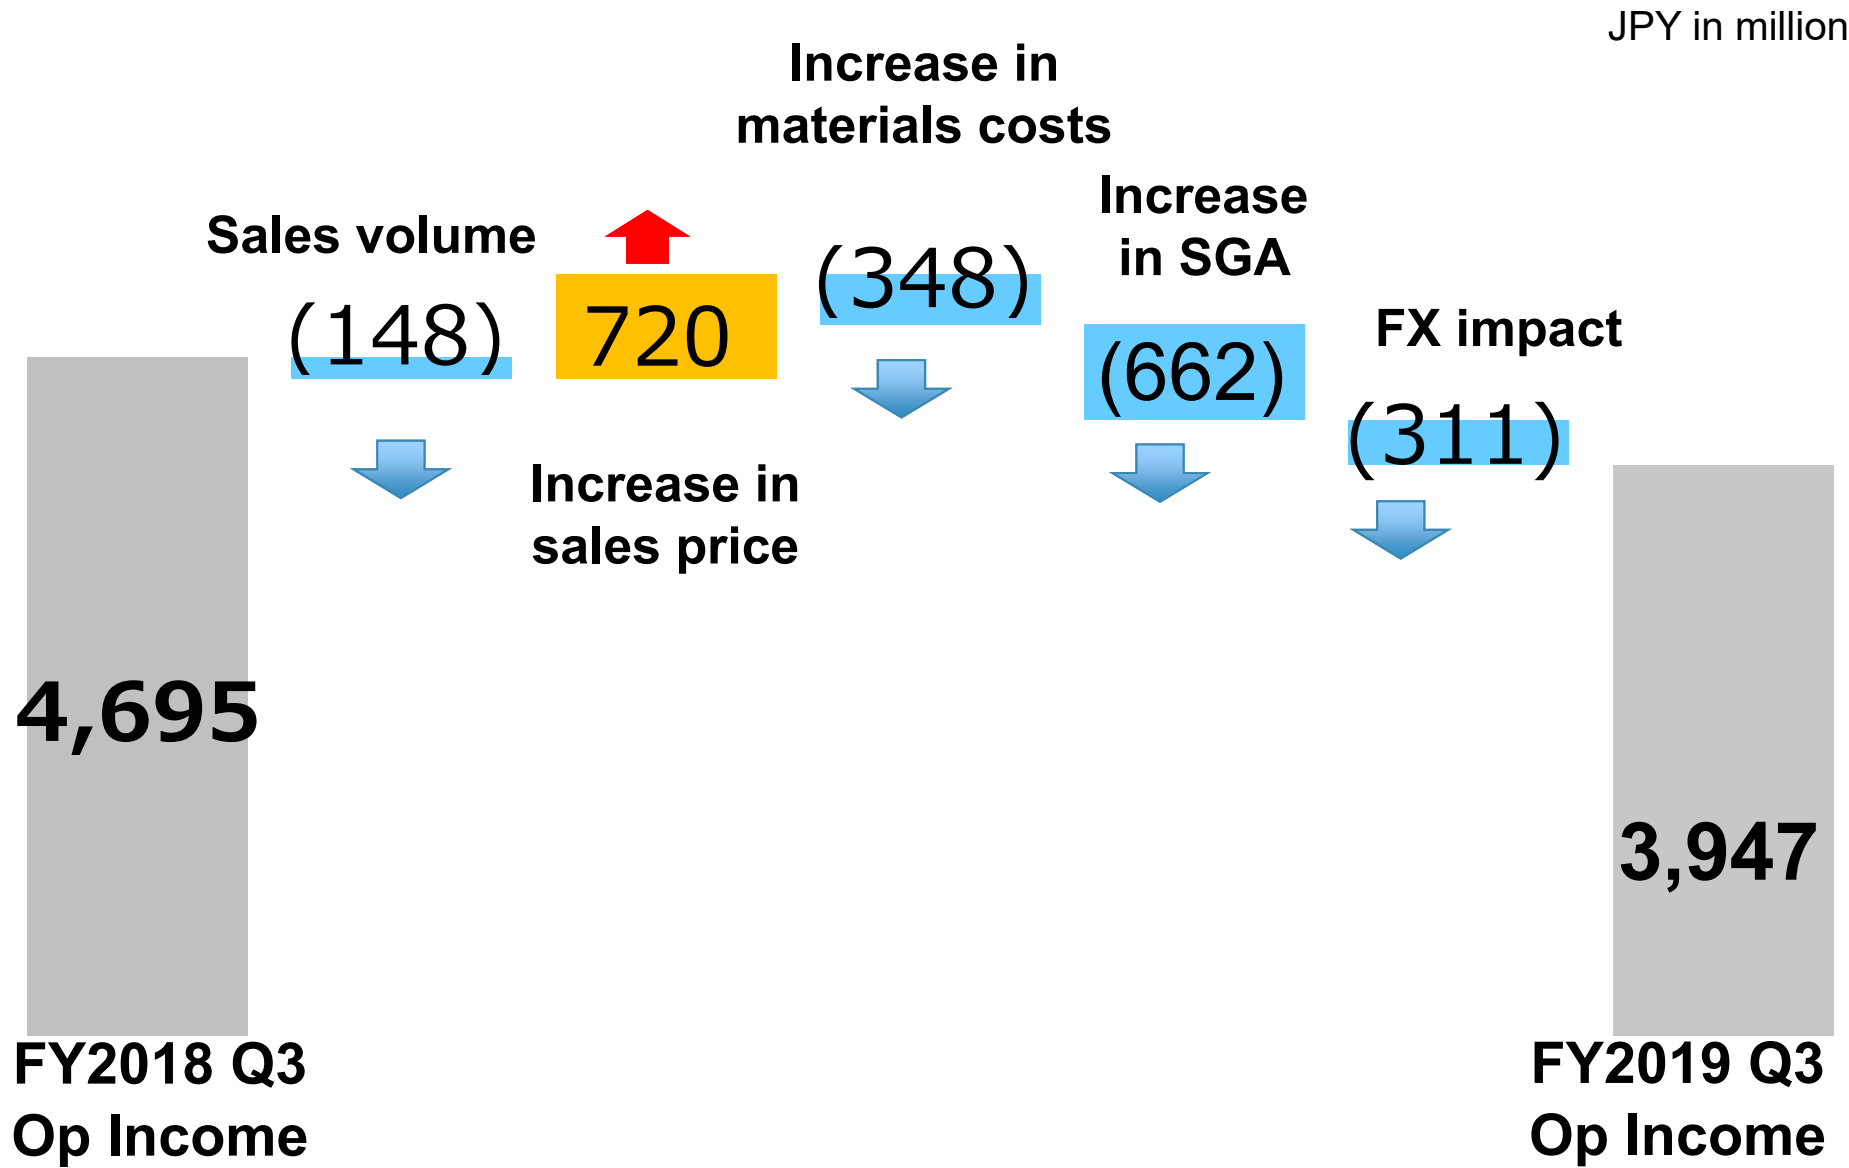 JPY in million
Increase in
materials costs
Increase
in SGA
Sales volume
(348)
(148)
720
FX impact
(662)
(311)
Increase in
sales price
4,695
3,947
FY2018 Q3
Op Income
FY2019 Q3
Op Income